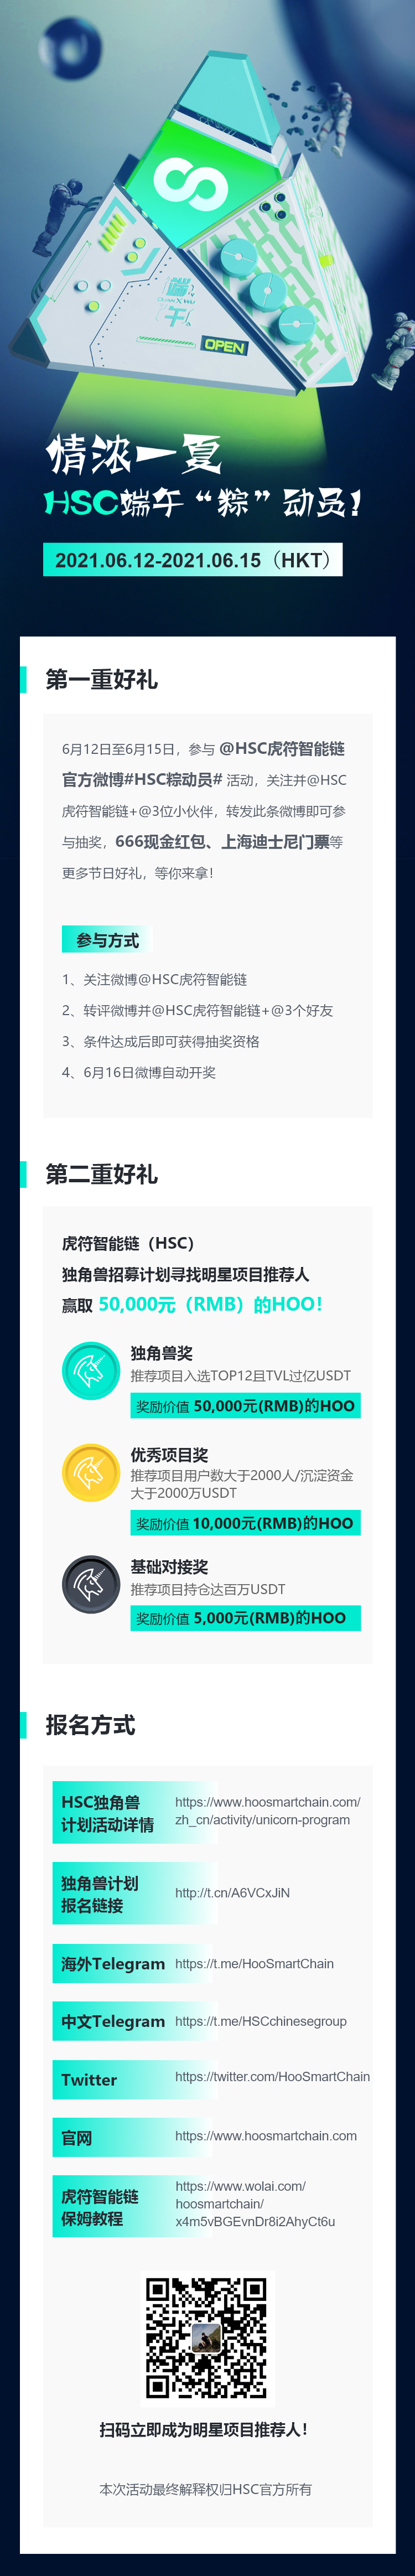 端午
DUAN X WU
OPEN
情浓一夏
HSC端午“粽”动员！
2021.06.12-2021.06.15（HKT）
第一重好礼
6月12日至6月15日，参与 @HSC虎符智能链
官方微博#HSC粽动员# 活动，关注并@HSC
虎符智能链+@3位小伙伴，转发此条微博即可参
与抽奖，666现金红包、上海迪士尼门票等
更多节日好礼，等你来拿！
参与方式
1、关注微博@HSC虎符智能链
2、转评微博并@HSC虎符智能链+@3个好友
3、条件达成后即可获得抽奖资格
4、6月16日微博自动开奖
第二重好礼
虎符智能链（HSC）
独角兽招募计划寻找明星项目推荐人
赢取 50,000元（RMB）的HOO！
独角兽奖
推荐项目入选TOP12且TVL过亿USDT
奖励价值 50,000元(RMB)的HOO
优秀项目奖
推荐项目用户数大于2000人/沉淀资金
大于2000万USDT
奖励价值 10,000元(RMB)的HOO
基础对接奖
推荐项目持仓达百万USDT
奖励价值 5,000元(RMB)的HOO
报名方式
HSC独角兽
计划活动详情
https://www.hoosmartchain.com/
zh_cn/activity/unicorn-program
独角兽计划
报名链接
http://t.cn/A6VCxJiN
海外Telegram https://t.me/HooSmartChain
中文Telegram https://t.me/HSCchinesegroup
Twitter https://twitter.com/HooSmartChain
官网 https://www.hoosmartchain.com
虎符智能链
保姆教程
https://www.wolai.com/
hoosmartchain/
x4m5vBGEvnDr8i2AhyCt6u
扫码立即成为明星项目推荐人！
本次活动最终解释权归HSC官方所有